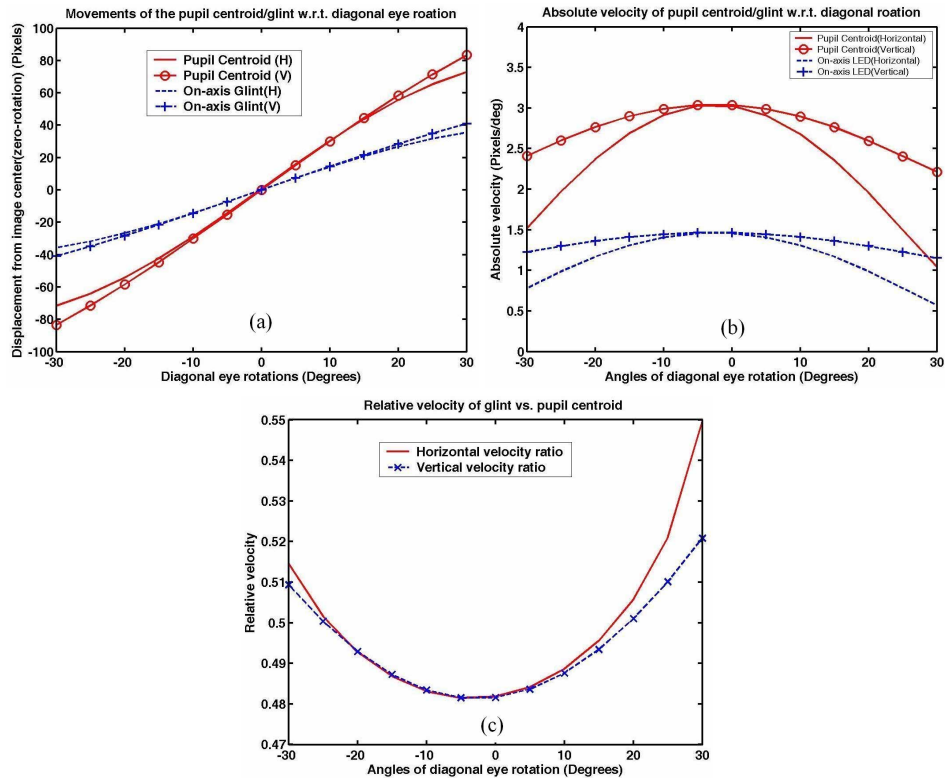 Movements of the pupil centroid/glint w.r.t. diagonal eye roation
Displacement from image center(zero-rotation) (Pixels)
100
80
60
40
20
0
-20
-40
-60
-80
-100
Pupil Centroid (H)
Pupil Centroid (V)
On-axis Glint(H)
On-axis Glint(V)
(a)
-30
-20
-10
0
10
20
30
Diagonal eye rotations (Degrees)
Absolute velocity of pupil centroid/glint w.r.t. diagonal roation
Absolute velocity (Pixels/deg)
4
3.5
3
2.5
2
1.5
1
0.5
0
Pupil Centroid(Horizontal)
Pupil Centroid(Vertical)
On-axis LED(Horizontal)
On-axis LED(Vertical)
(b)
-30
-20
-10
0
10
20
30
Angles of diagonal eye rotation (Degrees)
Relative velocity of glint vs. pupil centroid
Relative velocity
0.55
0.54
0.53
0.52
0.51
0.5
0.49
0.48
0.47
Horizontal velocity ratio
Vertical velocity ratio
(c)
-30
-20
-10
0
10
20
30
Angles of diagonal eye rotation (Degrees)